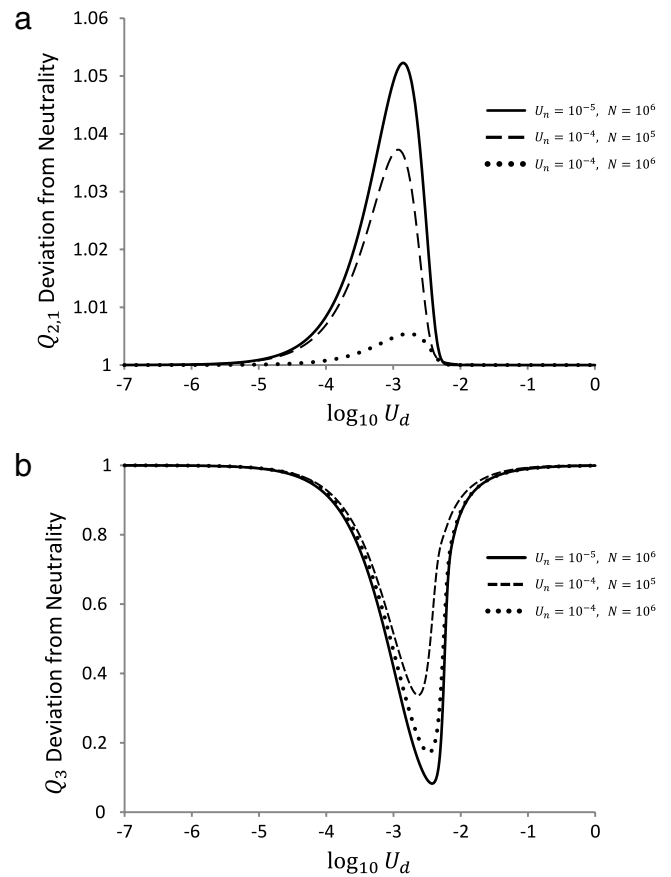 a
1.06
1.05
1.04
1.03
1.02
1.01
1
Q2,1 Deviation from Neutrality
-7 -6 -5 -4 -3 -2 -1 0
log10 Ud
Un = 10−5, N = 10⁶
Un = 10−4, N = 10⁵
Un = 10−4, N = 10⁶
b
1
0.8
0.6
0.4
0.2
0
Q3 Deviation from Neutrality
-7 -6 -5 -4 -3 -2 -1 0
log10 Ud
Un = 10−5, N = 10⁶
Un = 10−4, N = 10⁵
Un = 10−4, N = 10⁶